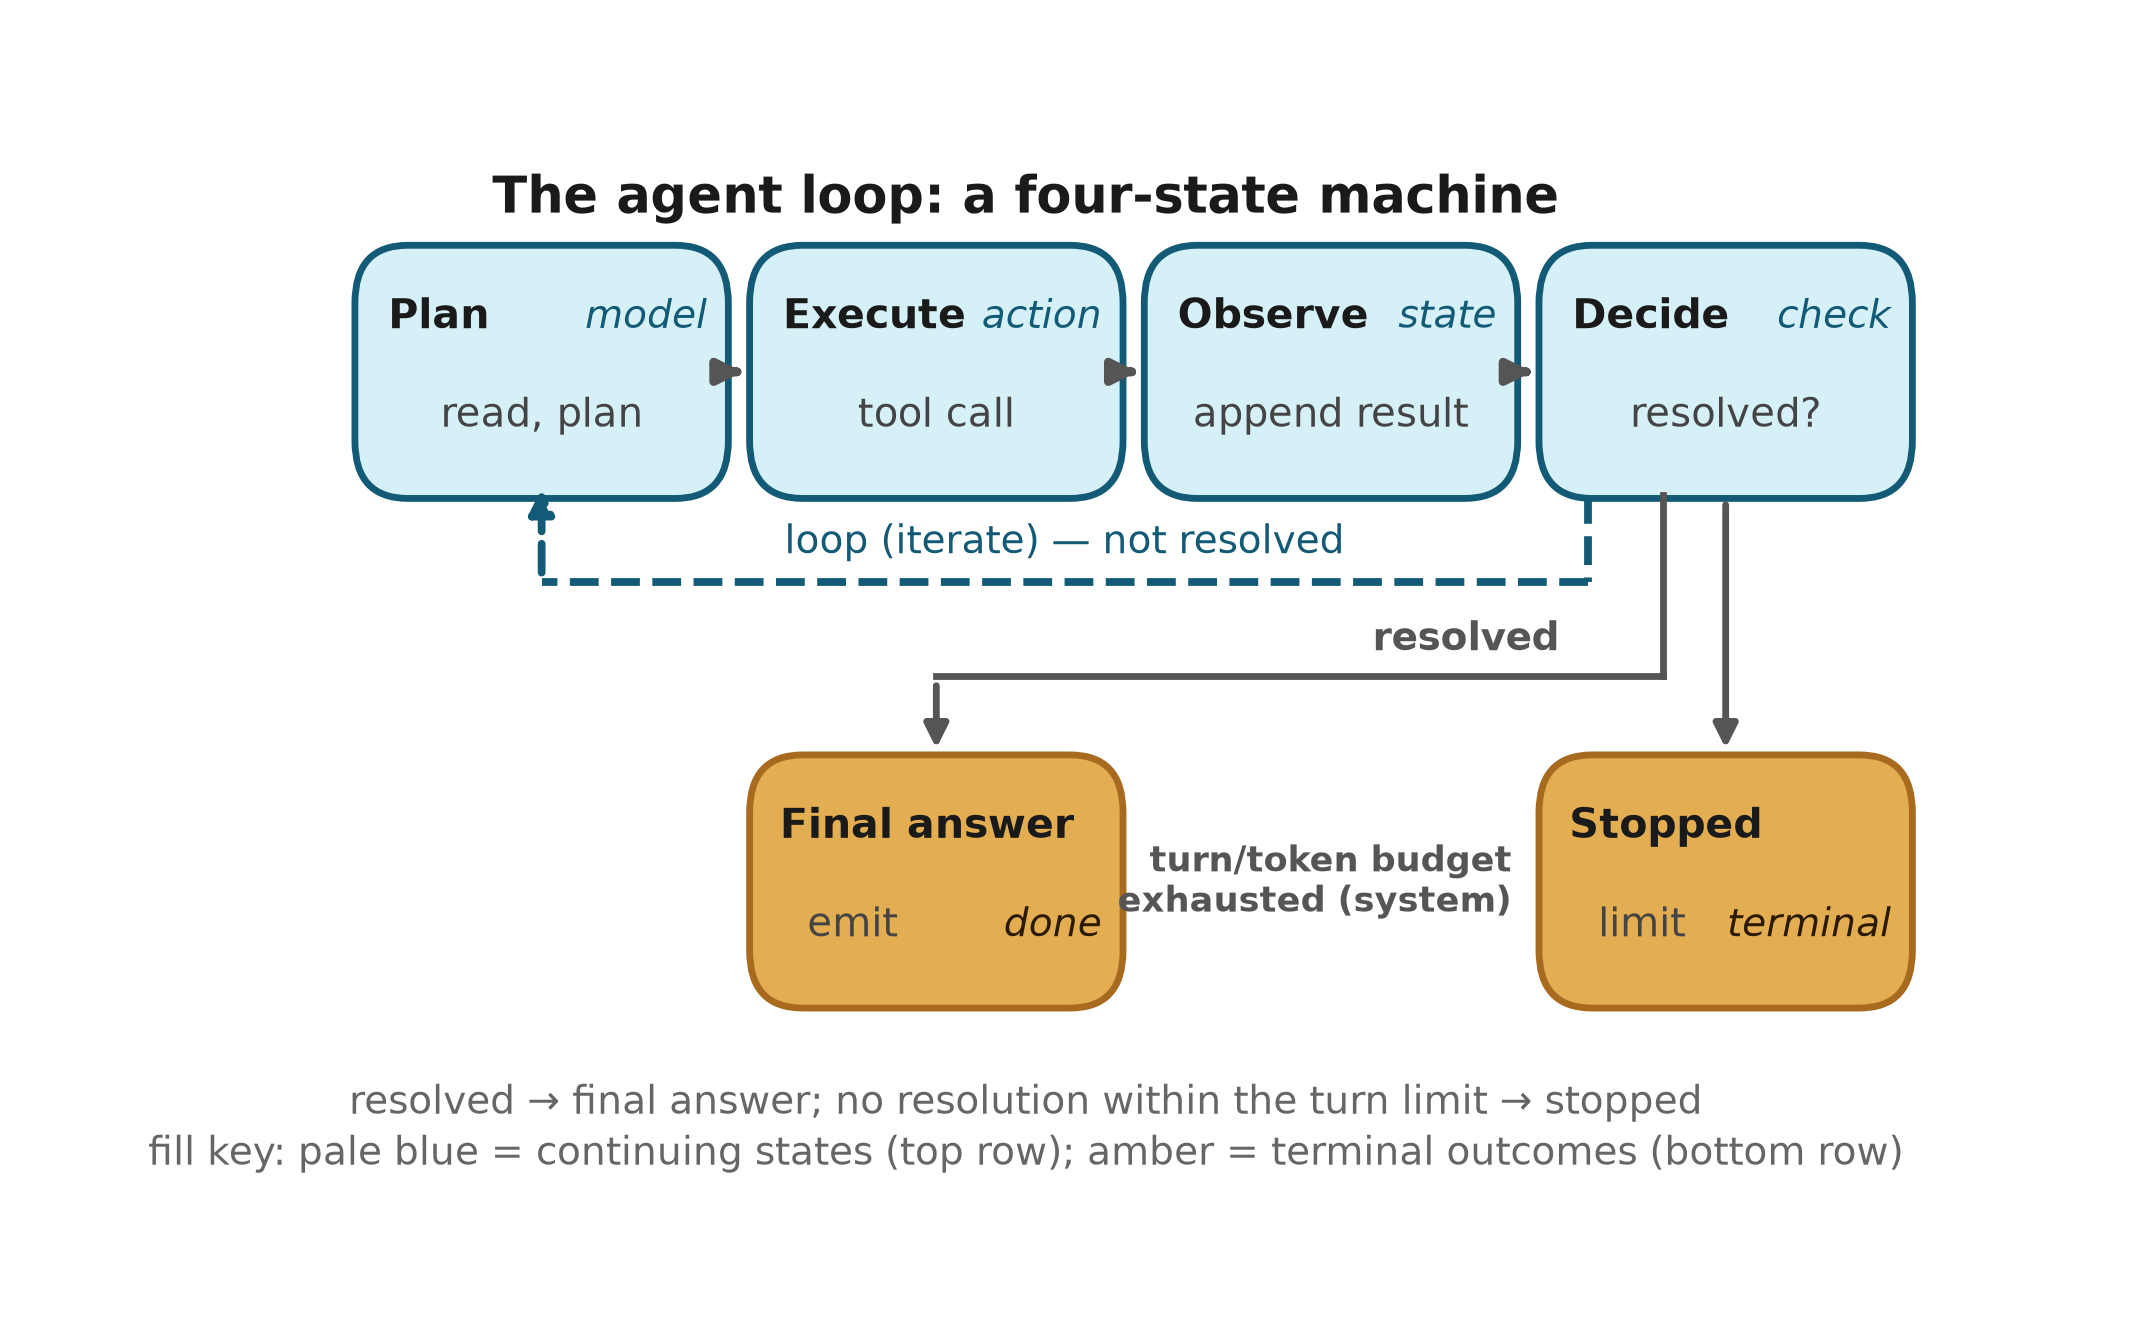 The agent loop: a four-state machine
Plan model
read, plan
Execute action
tool call
Observe state
append result
Decide check
resolved?
loop (iterate) — not resolved
resolved
Final answer
emit done
turn/token budget
exhausted (system)
Stopped
limit terminal
resolved → final answer; no resolution within the turn limit → stopped
fill key: pale blue = continuing states (top row); amber = terminal outcomes (bottom row)